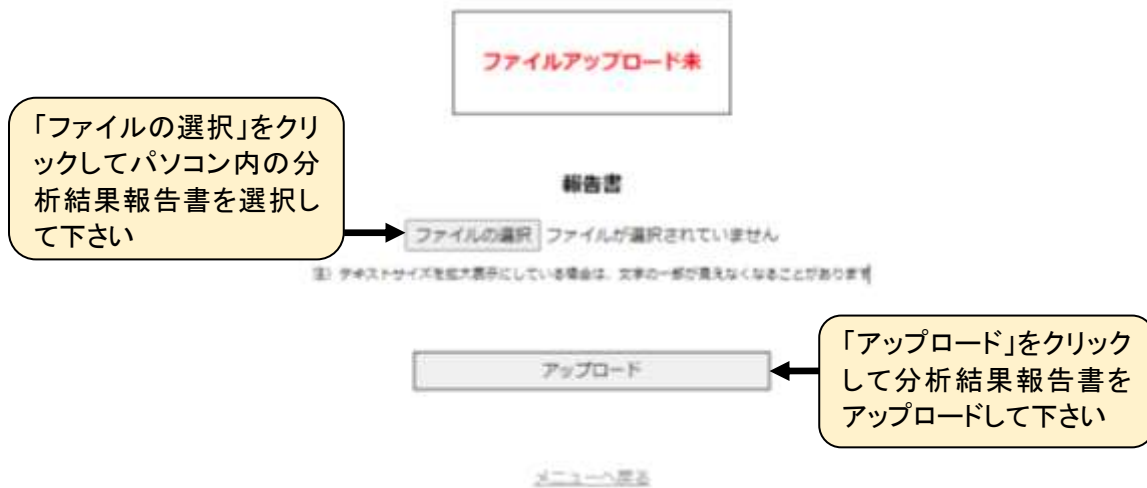 ファイルアップロード未
「ファイルの選択」をクリ
ックしてパソコン内の分
析結果報告書を選択し
て下さい
報告書
ファイルの選択 ファイルが選択されていません
注) テキストサイズを拡大表示にしている場合は、文字の一部が見えなくなることがあります
アップロード
「アップロード」をクリック
して分析結果報告書を
アップロードして下さい
メニューへ戻る